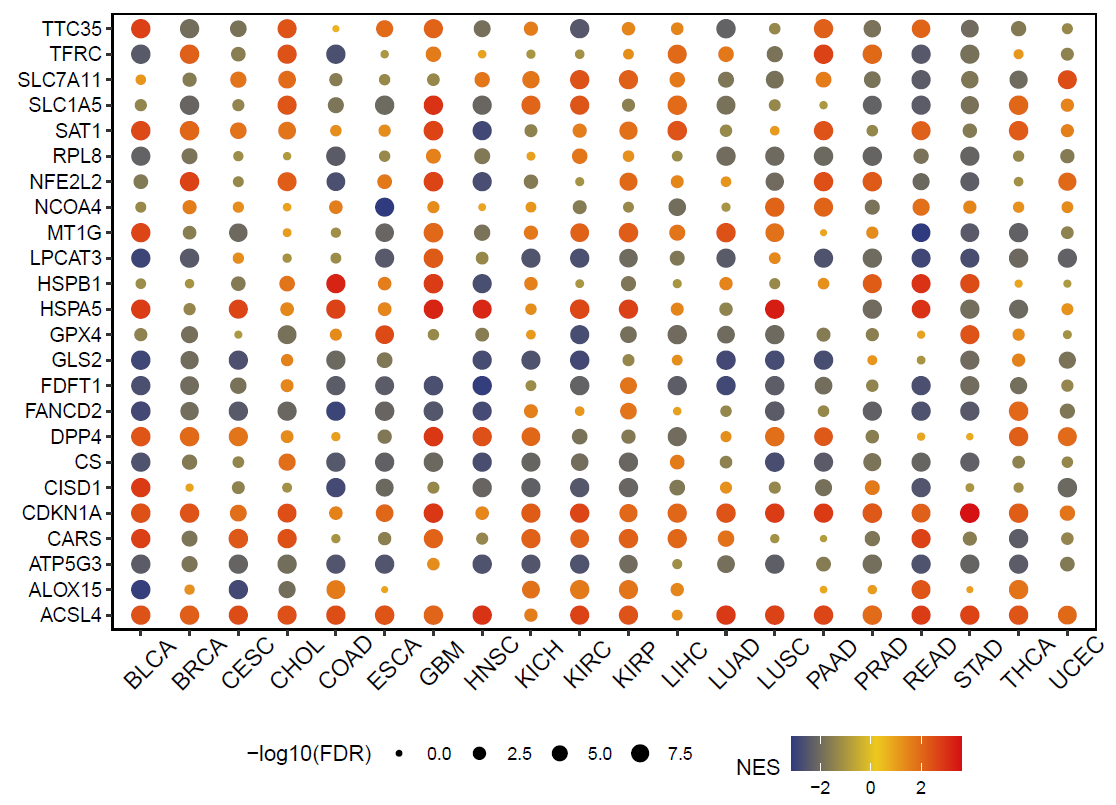 TTC35
TFRC
SLC7A11
SLC1A5
SAT1
RPL8
NFE2L2
NCOA4
MT1G
LPCAT3
HSPB1
HSPA5
GPX4
GLS2
FDFT1
FANCD2
DPP4
CS
CISD1
CDKN1A
CARS
ATP5G3
ALOX15
ACSL4
BLCA BRCA CESC CHOL COAD ESCA GBM HNSC KICH KIRC KIRP LIHC LUAD LUSC PAAD PRAD READ STAD THCA UCEC
−log10(FDR) 0.0 2.5 5.0 7.5
NES
−2 0 2